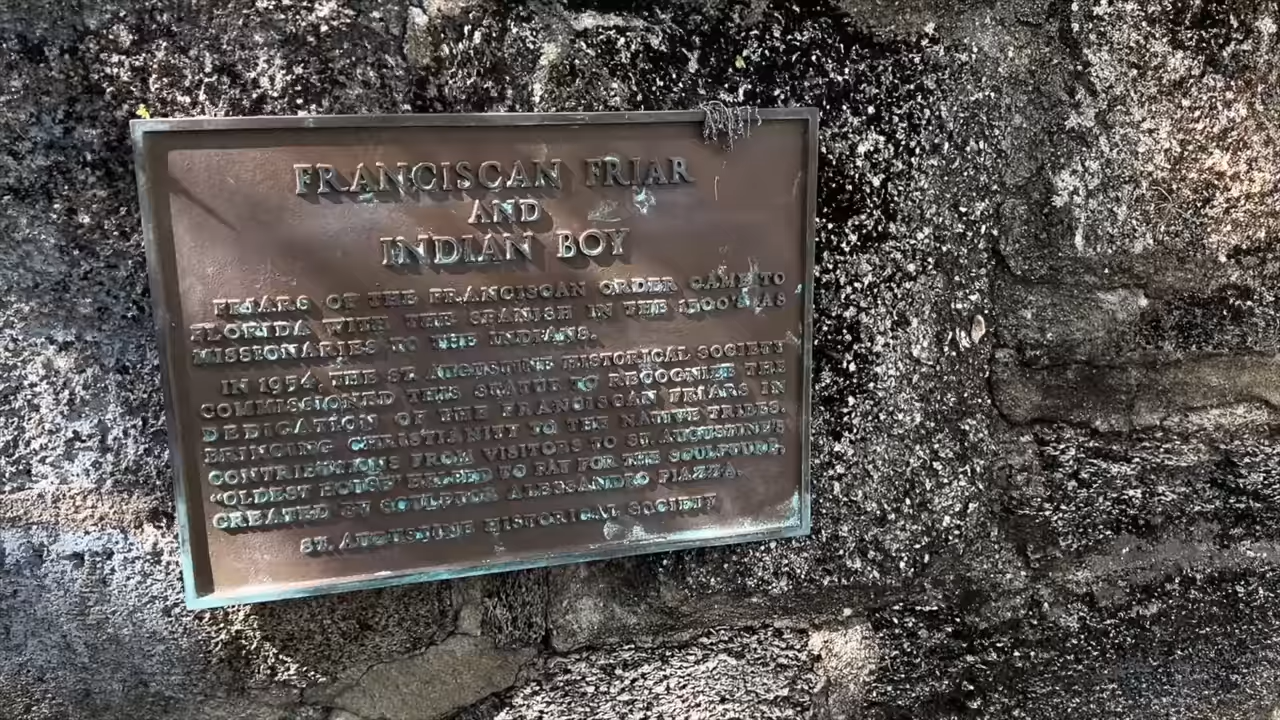 FRANCISCAN FRIAR
AND
INDIAN BOY
FRIARS OF THE FRANCISCAN ORDER CAME TO
FLORIDA WITH THE SPANISH IN THE 1500'S AS
MISSIONARIES TO THE INDIANS.
IN 1954, THE ST. AUGUSTINE HISTORICAL SOCIETY
COMMISSIONED THIS STATUE TO RECOGNIZE THE
DEDICATION OF THE FRANCISCAN FRIARS IN
BRINGING CHRISTIANITY TO THE NATIVE TRIBES.
CONTRIBUTIONS FROM VISITORS TO ST. AUGUSTINE'S
"OLDEST HOUSE" HELPED TO PAY FOR THE SCULPTURE,
CREATED BY SCULPTOR ALESSANDRO PIAZZA.
ST. AUGUSTINE HISTORICAL SOCIETY